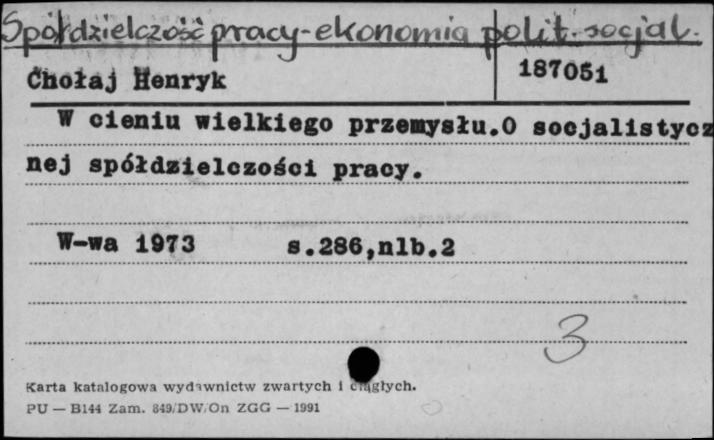 Spółdzielczość pracy-ekonomia polit. socjal.
Chołaj Henryk
187051
W cieniu wielkiego przemysłu.O socjalistycz
nej spółdzielczości pracy.
W-wa 1973 s.286,nlb.2
3
Karta katalogowa wydawnictw zwartych i ciągłych.
PU — B144 Zam. 849/DW/On ZGG — 1991